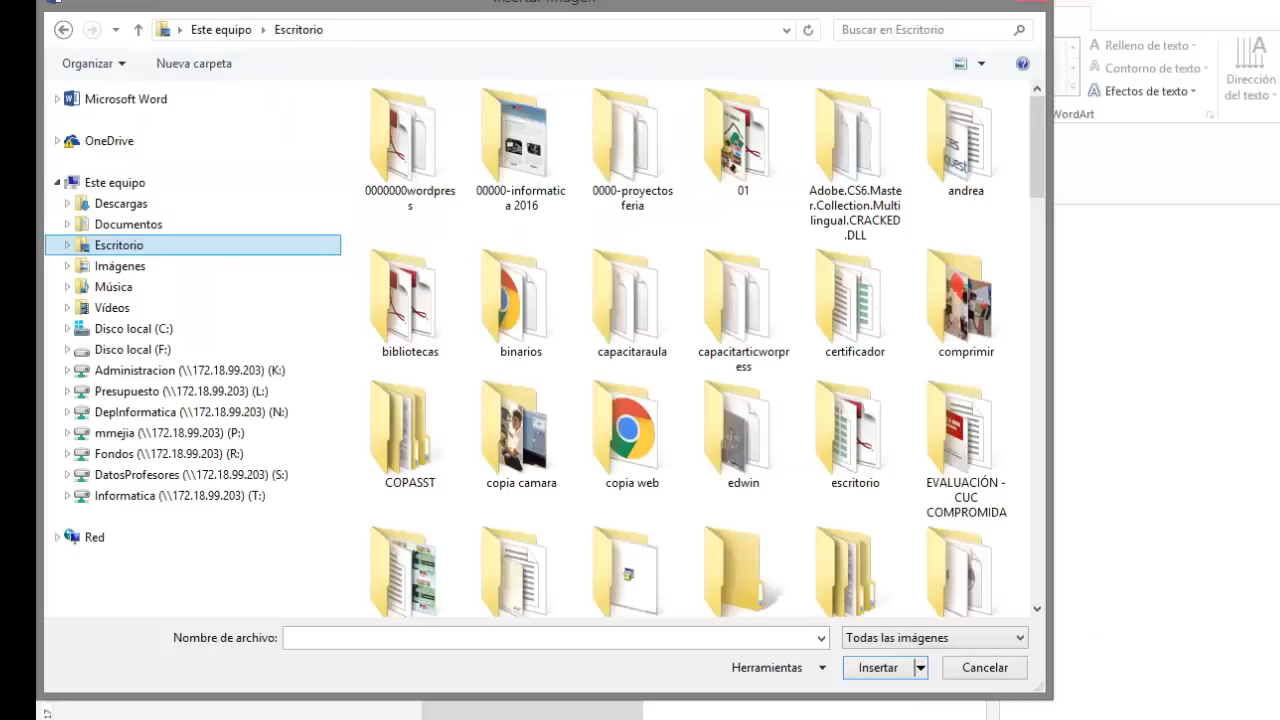 Insertar imagen
Este equipo
Escritorio
Buscar en Escritorio
Organizar
Nueva carpeta
Microsoft Word
OneDrive
Este equipo
Descargas
Documentos
Escritorio
Imágenes
Música
Vídeos
Disco local (C:)
Disco local (F:)
Administracion (\\172.18.99.203) (K:)
Presupuesto (\\172.18.99.203) (L:)
DepInformatica (\\172.18.99.203) (N:)
mmejia (\\172.18.99.203) (P:)
Fondos (\\172.18.99.203) (R:)
DatosProfesores (\\172.18.99.203) (S:)
Informatica (\\172.18.99.203) (T:)
Red
0000000wordpres
s
00000-informatic
a 2016
0000-proyectos
feria
01
Adobe.CS6.Maste
r.Collection.Multi
lingual.CRACKED
.DLL
andrea
bibliotecas
binarios
capacitaraula
capacitarticworpr
ess
certificador
comprimir
COPASST
copia camara
copia web
edwin
escritorio
EVALUACIÓN -
CUC
COMPROMIDA
Nombre de archivo:
Todas las imágenes
Herramientas
Insertar
Cancelar
Relleno de texto
Contorno de texto
Efectos de texto
WordArt
Dirección
del texto
17